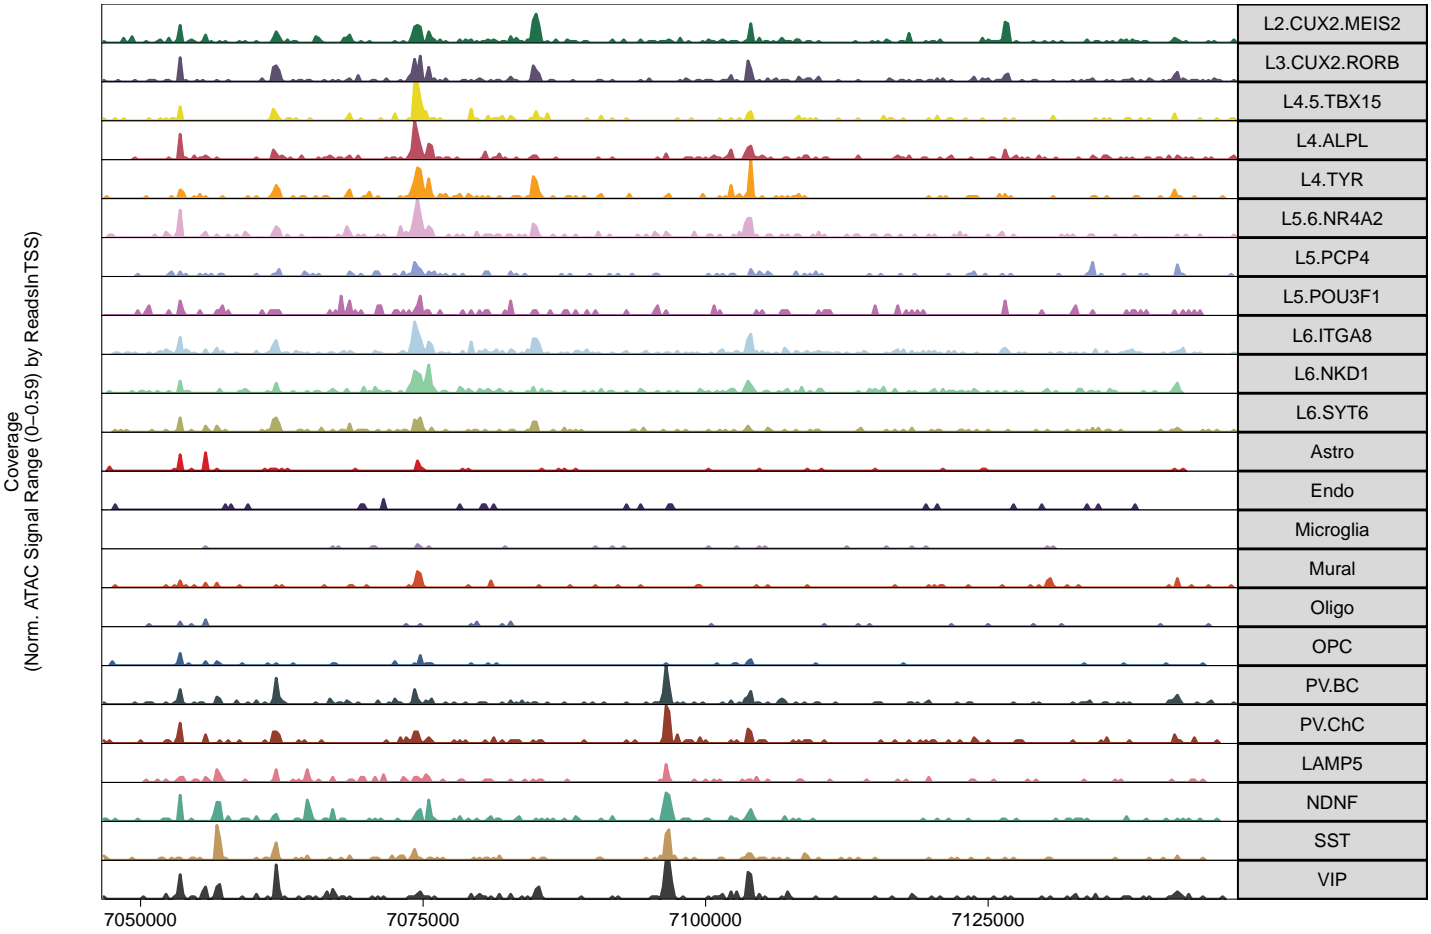 Coverage
(Norm. ATAC Signal Range (0–0.59) by ReadsInTSS)
L2.CUX2.MEIS2
L3.CUX2.RORB
L4.5.TBX15
L4.ALPL
L4.TYR
L5.6.NR4A2
L5.PCP4
L5.POU3F1
L6.ITGA8
L6.NKD1
L6.SYT6
Astro
Endo
Microglia
Mural
Oligo
OPC
PV.BC
PV.ChC
LAMP5
NDNF
SST
VIP
7050000
7075000
7100000
7125000